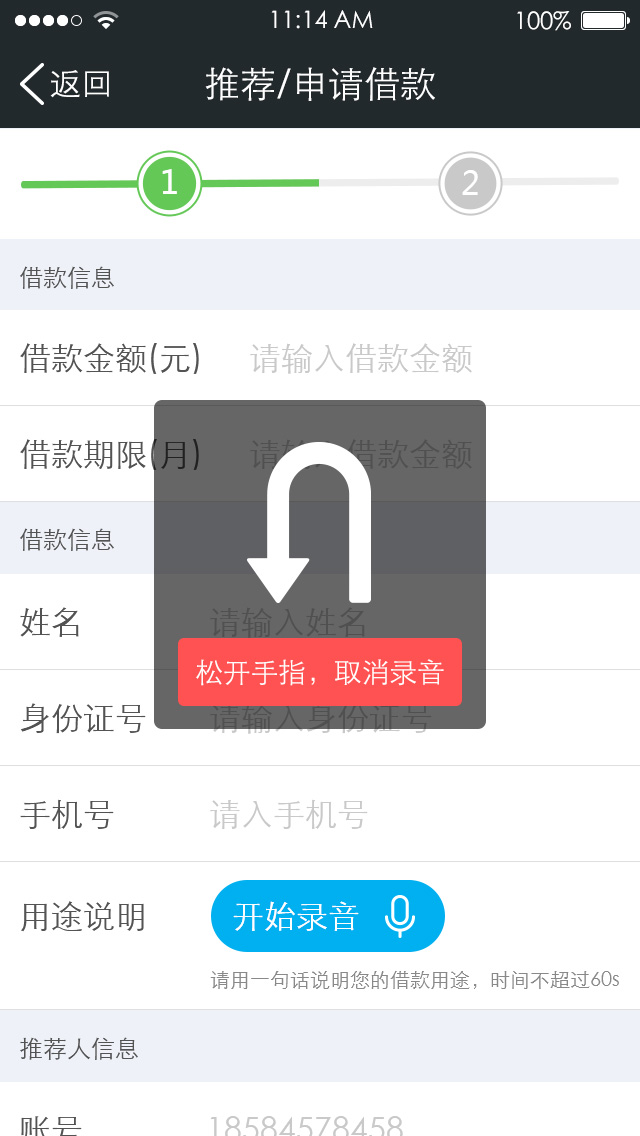 11:14 AM 100%
返回 推荐/申请借款
1 2
借款信息
借款金额(元) 请输入借款金额
借款期限(月) 请输入借款金额
借款信息
姓名 请输入姓名
松开手指，取消录音
身份证号 请输入身份证号
手机号 请入手机号
用途说明 开始录音
请用一句话说明您的借款用途，时间不超过60s
推荐人信息
账号 18584578458